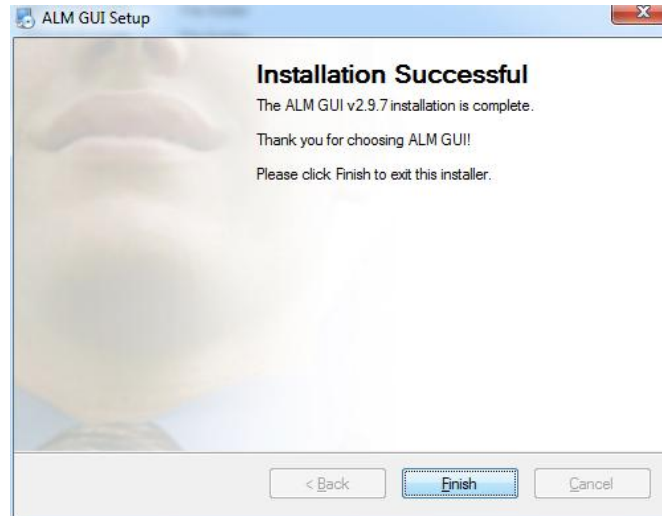 ALM GUI Setup
Installation Successful
The ALM GUI v2.9.7 installation is complete.
Thank you for choosing ALM GUI!
Please click Finish to exit this installer.
< Back
Finish
Cancel